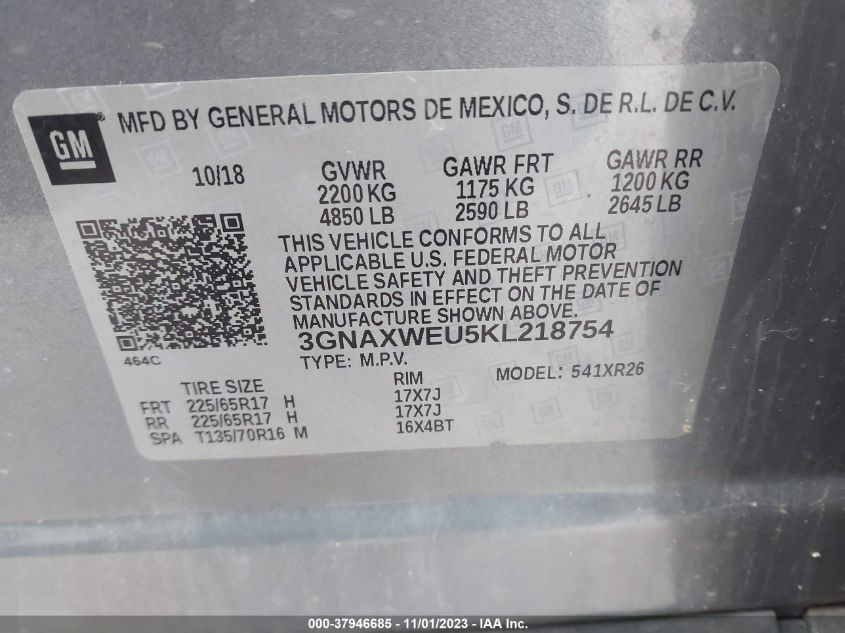 GM®
MFD BY GENERAL MOTORS DE MEXICO, S. DE R.L. DE C.V.
10/18 GVWR GAWR FRT GAWR RR
2200 KG 1175 KG 1200 KG
4850 LB 2590 LB 2645 LB
THIS VEHICLE CONFORMS TO ALL
APPLICABLE U.S. FEDERAL MOTOR
VEHICLE SAFETY AND THEFT PREVENTION
STANDARDS IN EFFECT ON THE DATE OF
MANUFACTURE SHOWN ABOVE.
3GNAXWEU5KL218754
464C
TYPE: M.P.V. MODEL: 541XR26
TIRE SIZE RIM
FRT 225/65R17 H 17X7J
RR 225/65R17 H 17X7J
SPA T135/70R16 M 16X4BT
000-37946685 - 11/01/2023 - IAA Inc.